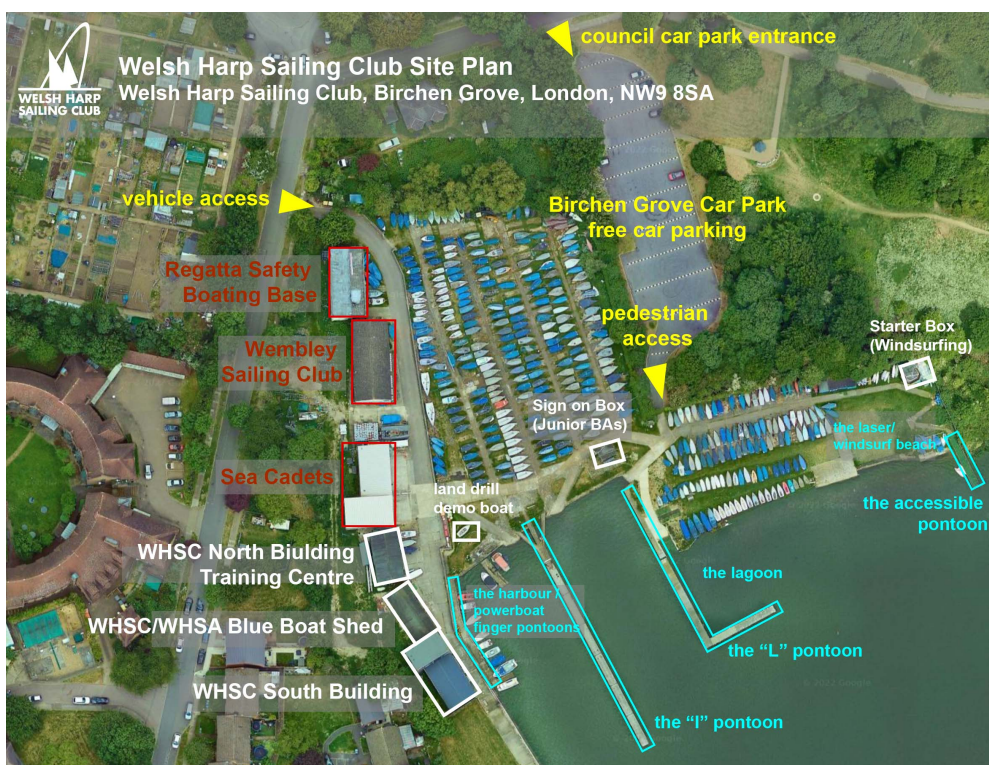 council car park entrance
Welsh Harp Sailing Club Site Plan
Welsh Harp Sailing Club, Birchen Grove, London, NW9 8SA
WELSH HARP
SAILING CLUB
vehicle access
Birchen Grove Car Park
free car parking
Regatta Safety
Boating Base
pedestrian
access
Starter Box
(Windsurfing)
Wembley
Sailing Club
Sign on Box
(Junior BAs)
the laser/
windsurf beach
Sea Cadets
land drill
demo boat
the accessible
pontoon
WHSC North Biulding
Training Centre
the lagoon
the harbour /
powerboat
finger pontoons
WHSC/WHSA Blue Boat Shed
the “L” pontoon
WHSC South Building
the “I” pontoon
© 2022 Google